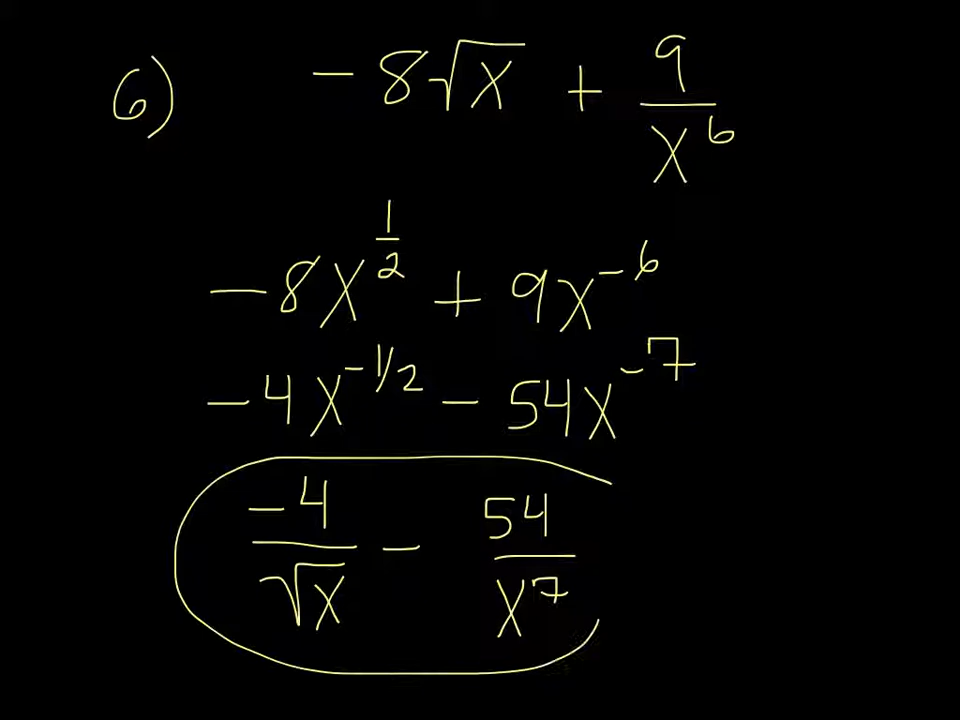 6) -8√x + 9/x^6
-8x^(1/2) + 9x^(-6)
-4x^(-1/2) - 54x^(-7)
-4/√x - 54/x^7